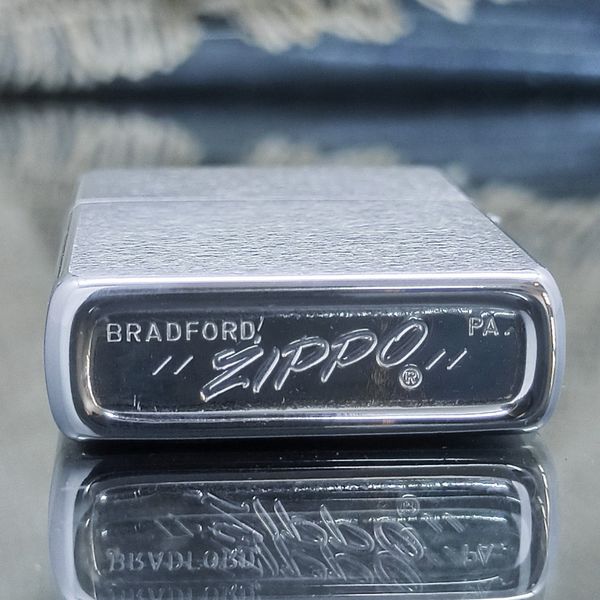 BRADFORD, PA.
// ZIPPO ® //